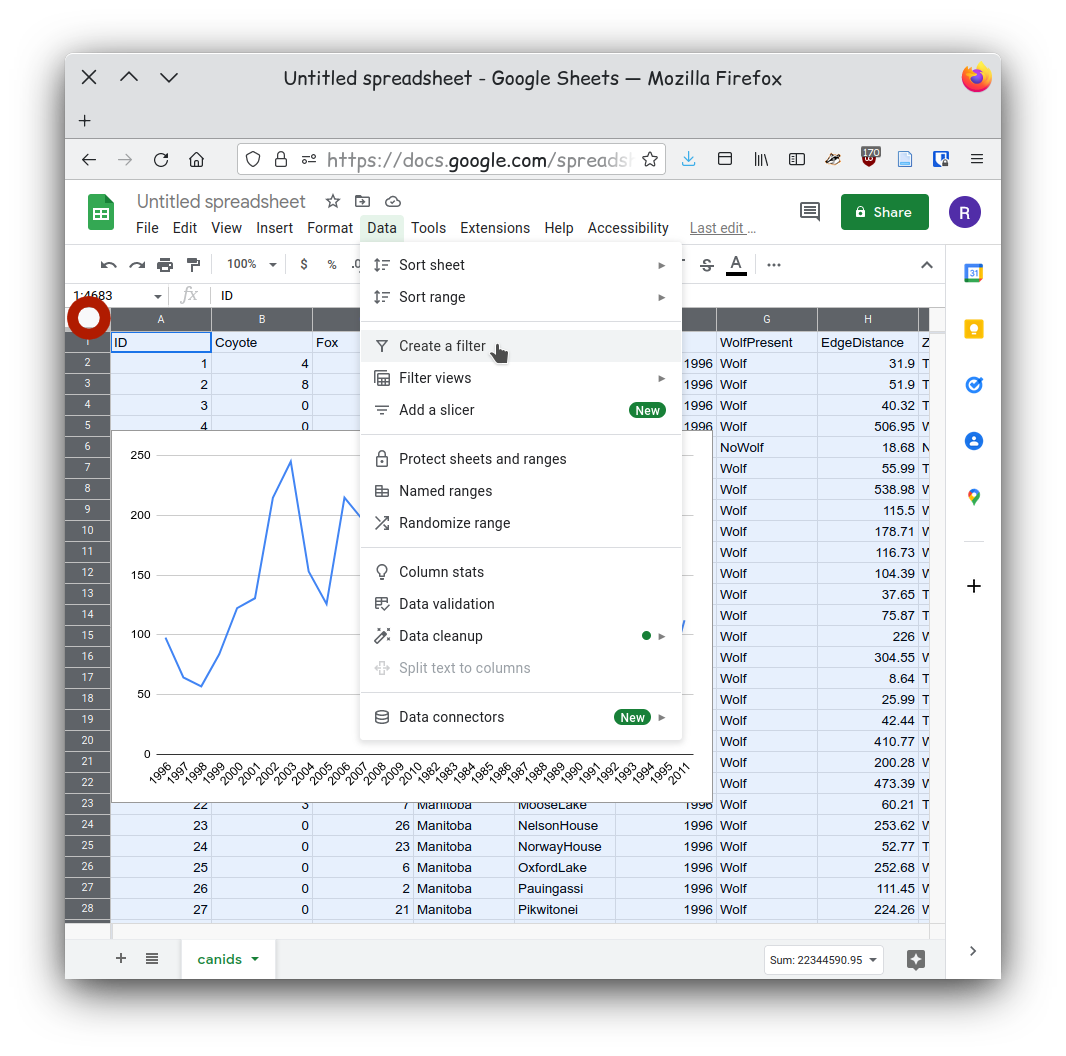 Untitled spreadsheet - Google Sheets — Mozilla Firefox
https://docs.google.com/spreads
170
Untitled spreadsheet
File Edit View Insert Format Data Tools Extensions Help Accessibility Last edit ...
Share
R
100% $ % .0 A
31
1:4683 fx ID
A B G H
Sort sheet
Sort range
Create a filter
Filter views
Add a slicer New
Protect sheets and ranges
Named ranges
Randomize range
Column stats
Data validation
Data cleanup
Split text to columns
Data connectors New
1 ID Coyote Fox WolfPresent EdgeDistance Z
2 1 4 1996 Wolf 31.9 T
3 2 8 1996 Wolf 51.9 T
4 3 0 1996 Wolf 40.32 T
5 4 0 1996 Wolf 506.95 W
6 NoWolf 18.68 N
7 Wolf 55.99 T
8 Wolf 538.98 W
9 Wolf 115.5 W
10 Wolf 178.71 W
11 Wolf 116.73 W
12 Wolf 104.39 W
13 Wolf 37.65 T
14 Wolf 75.87 T
15 Wolf 226 W
16 Wolf 304.55 W
17 Wolf 8.64 T
18 Wolf 25.99 T
19 Wolf 42.44 T
20 Wolf 410.77 W
21 Wolf 200.28 W
22 Wolf 473.39 W
250
200
150
100
50
0
1996 1997 1998 1999 2000 2001 2002 2003 2004 2005 2006 2007 2008 2009 2010 1982 1983 1984 1985 1986 1987 1988 1989 1990 1991 1992 1993 1994 1995 2011
23 22 3 7 Manitoba MooseLake 1996 Wolf 60.21 T
24 23 0 26 Manitoba NelsonHouse 1996 Wolf 253.62 W
25 24 0 23 Manitoba NorwayHouse 1996 Wolf 52.77 T
26 25 0 6 Manitoba OxfordLake 1996 Wolf 252.68 W
27 26 0 2 Manitoba Pauingassi 1996 Wolf 111.45 W
28 27 0 21 Manitoba Pikwitonei 1996 Wolf 224.26 W
canids
Sum: 22344590.95